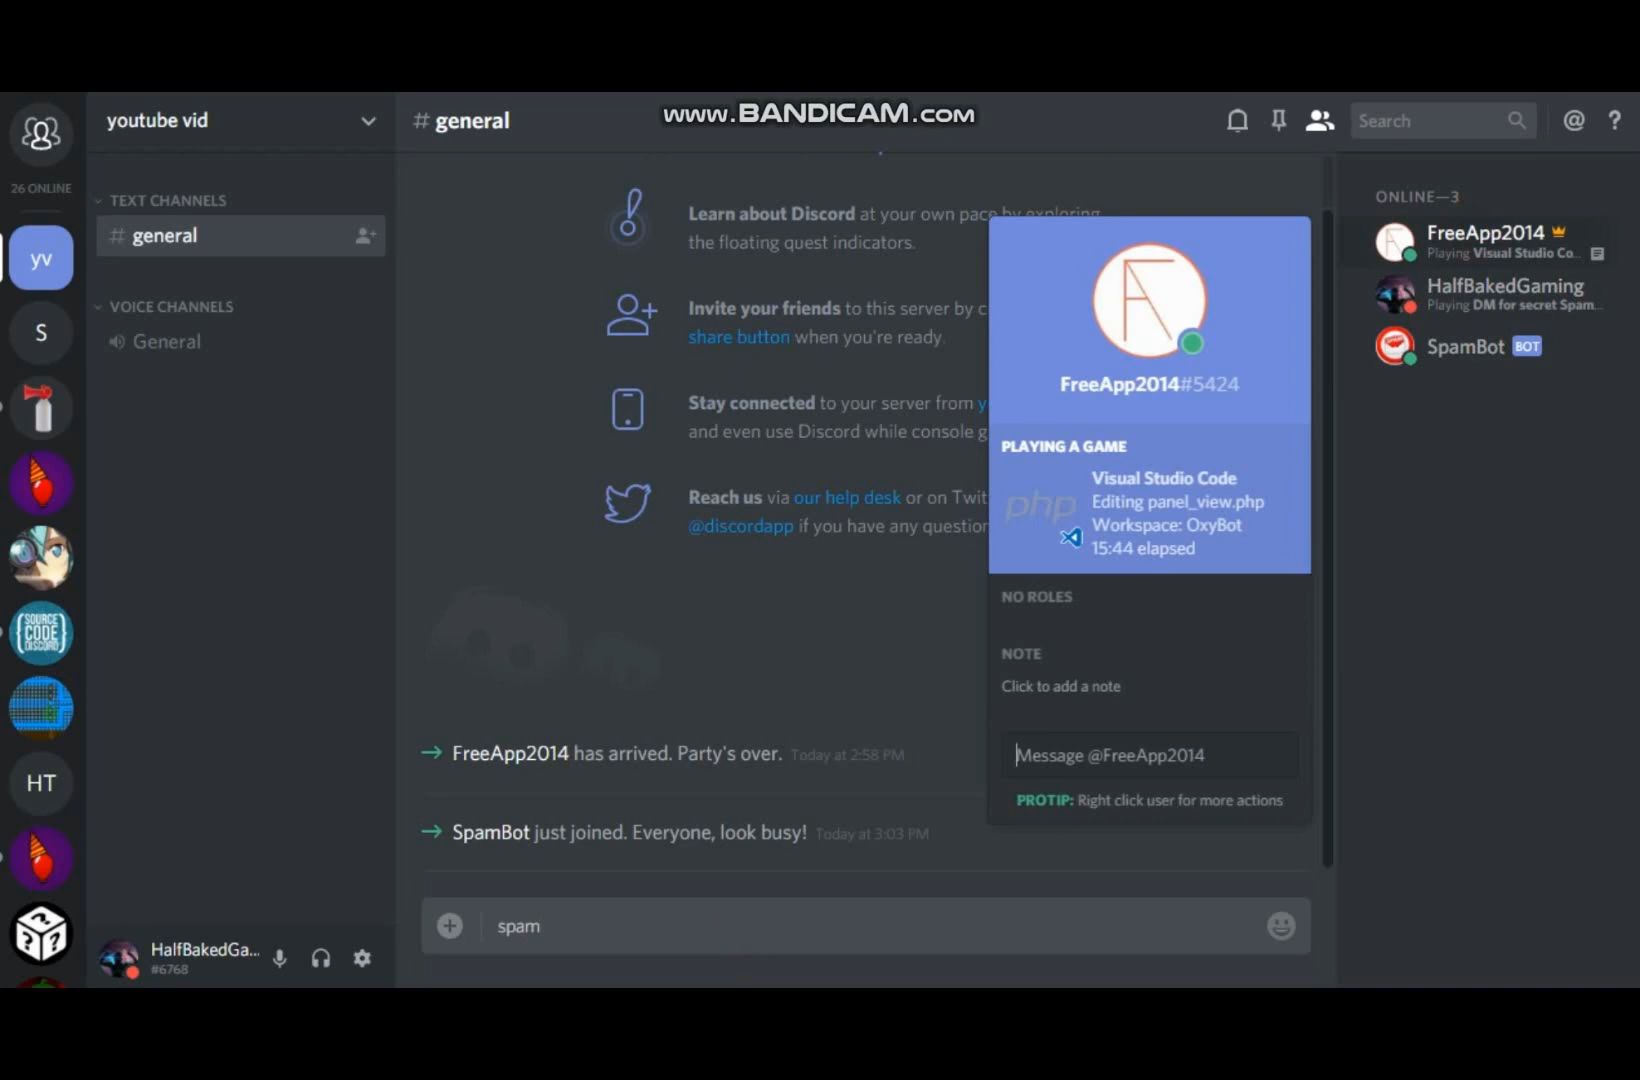 www.BANDICAM.com
youtube vid
# general
Search
@
?
26 ONLINE
yv
S
SOURCE
CODE
DISCORD
HT
TEXT CHANNELS
# general
VOICE CHANNELS
General
HalfBakedGa...
#6768
Learn about Discord at your own pace by exploring
the floating quest indicators.
Invite your friends to this server by c
share button when you're ready.
Stay connected to your server from y
and even use Discord while console g
Reach us via our help desk or on Twit
@discordapp if you have any question
FreeApp2014 has arrived. Party's over. Today at 2:58 PM
SpamBot just joined. Everyone, look busy! Today at 3:03 PM
spam
FreeApp2014#5424
PLAYING A GAME
php
Visual Studio Code
Editing panel_view.php
Workspace: OxyBot
15:44 elapsed
NO ROLES
NOTE
Click to add a note
Message @FreeApp2014
PROTIP: Right click user for more actions
ONLINE—3
FreeApp2014
Playing Visual Studio Co...
HalfBakedGaming
Playing DM for secret Spam...
SpamBot BOT